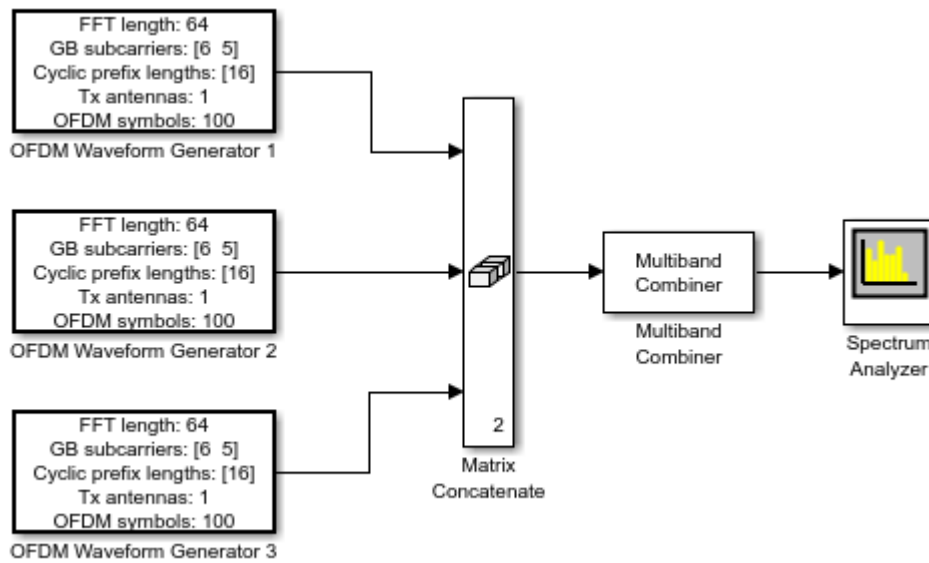 FFT length: 64
GB subcarriers: [6 5]
Cyclic prefix lengths: [16]
Tx antennas: 1
OFDM symbols: 100
OFDM Waveform Generator 1
FFT length: 64
GB subcarriers: [6 5]
Cyclic prefix lengths: [16]
Tx antennas: 1
OFDM symbols: 100
OFDM Waveform Generator 2
FFT length: 64
GB subcarriers: [6 5]
Cyclic prefix lengths: [16]
Tx antennas: 1
OFDM symbols: 100
OFDM Waveform Generator 3
2
Matrix
Concatenate
Multiband
Combiner
Multiband
Combiner
Spectrum
Analyzer